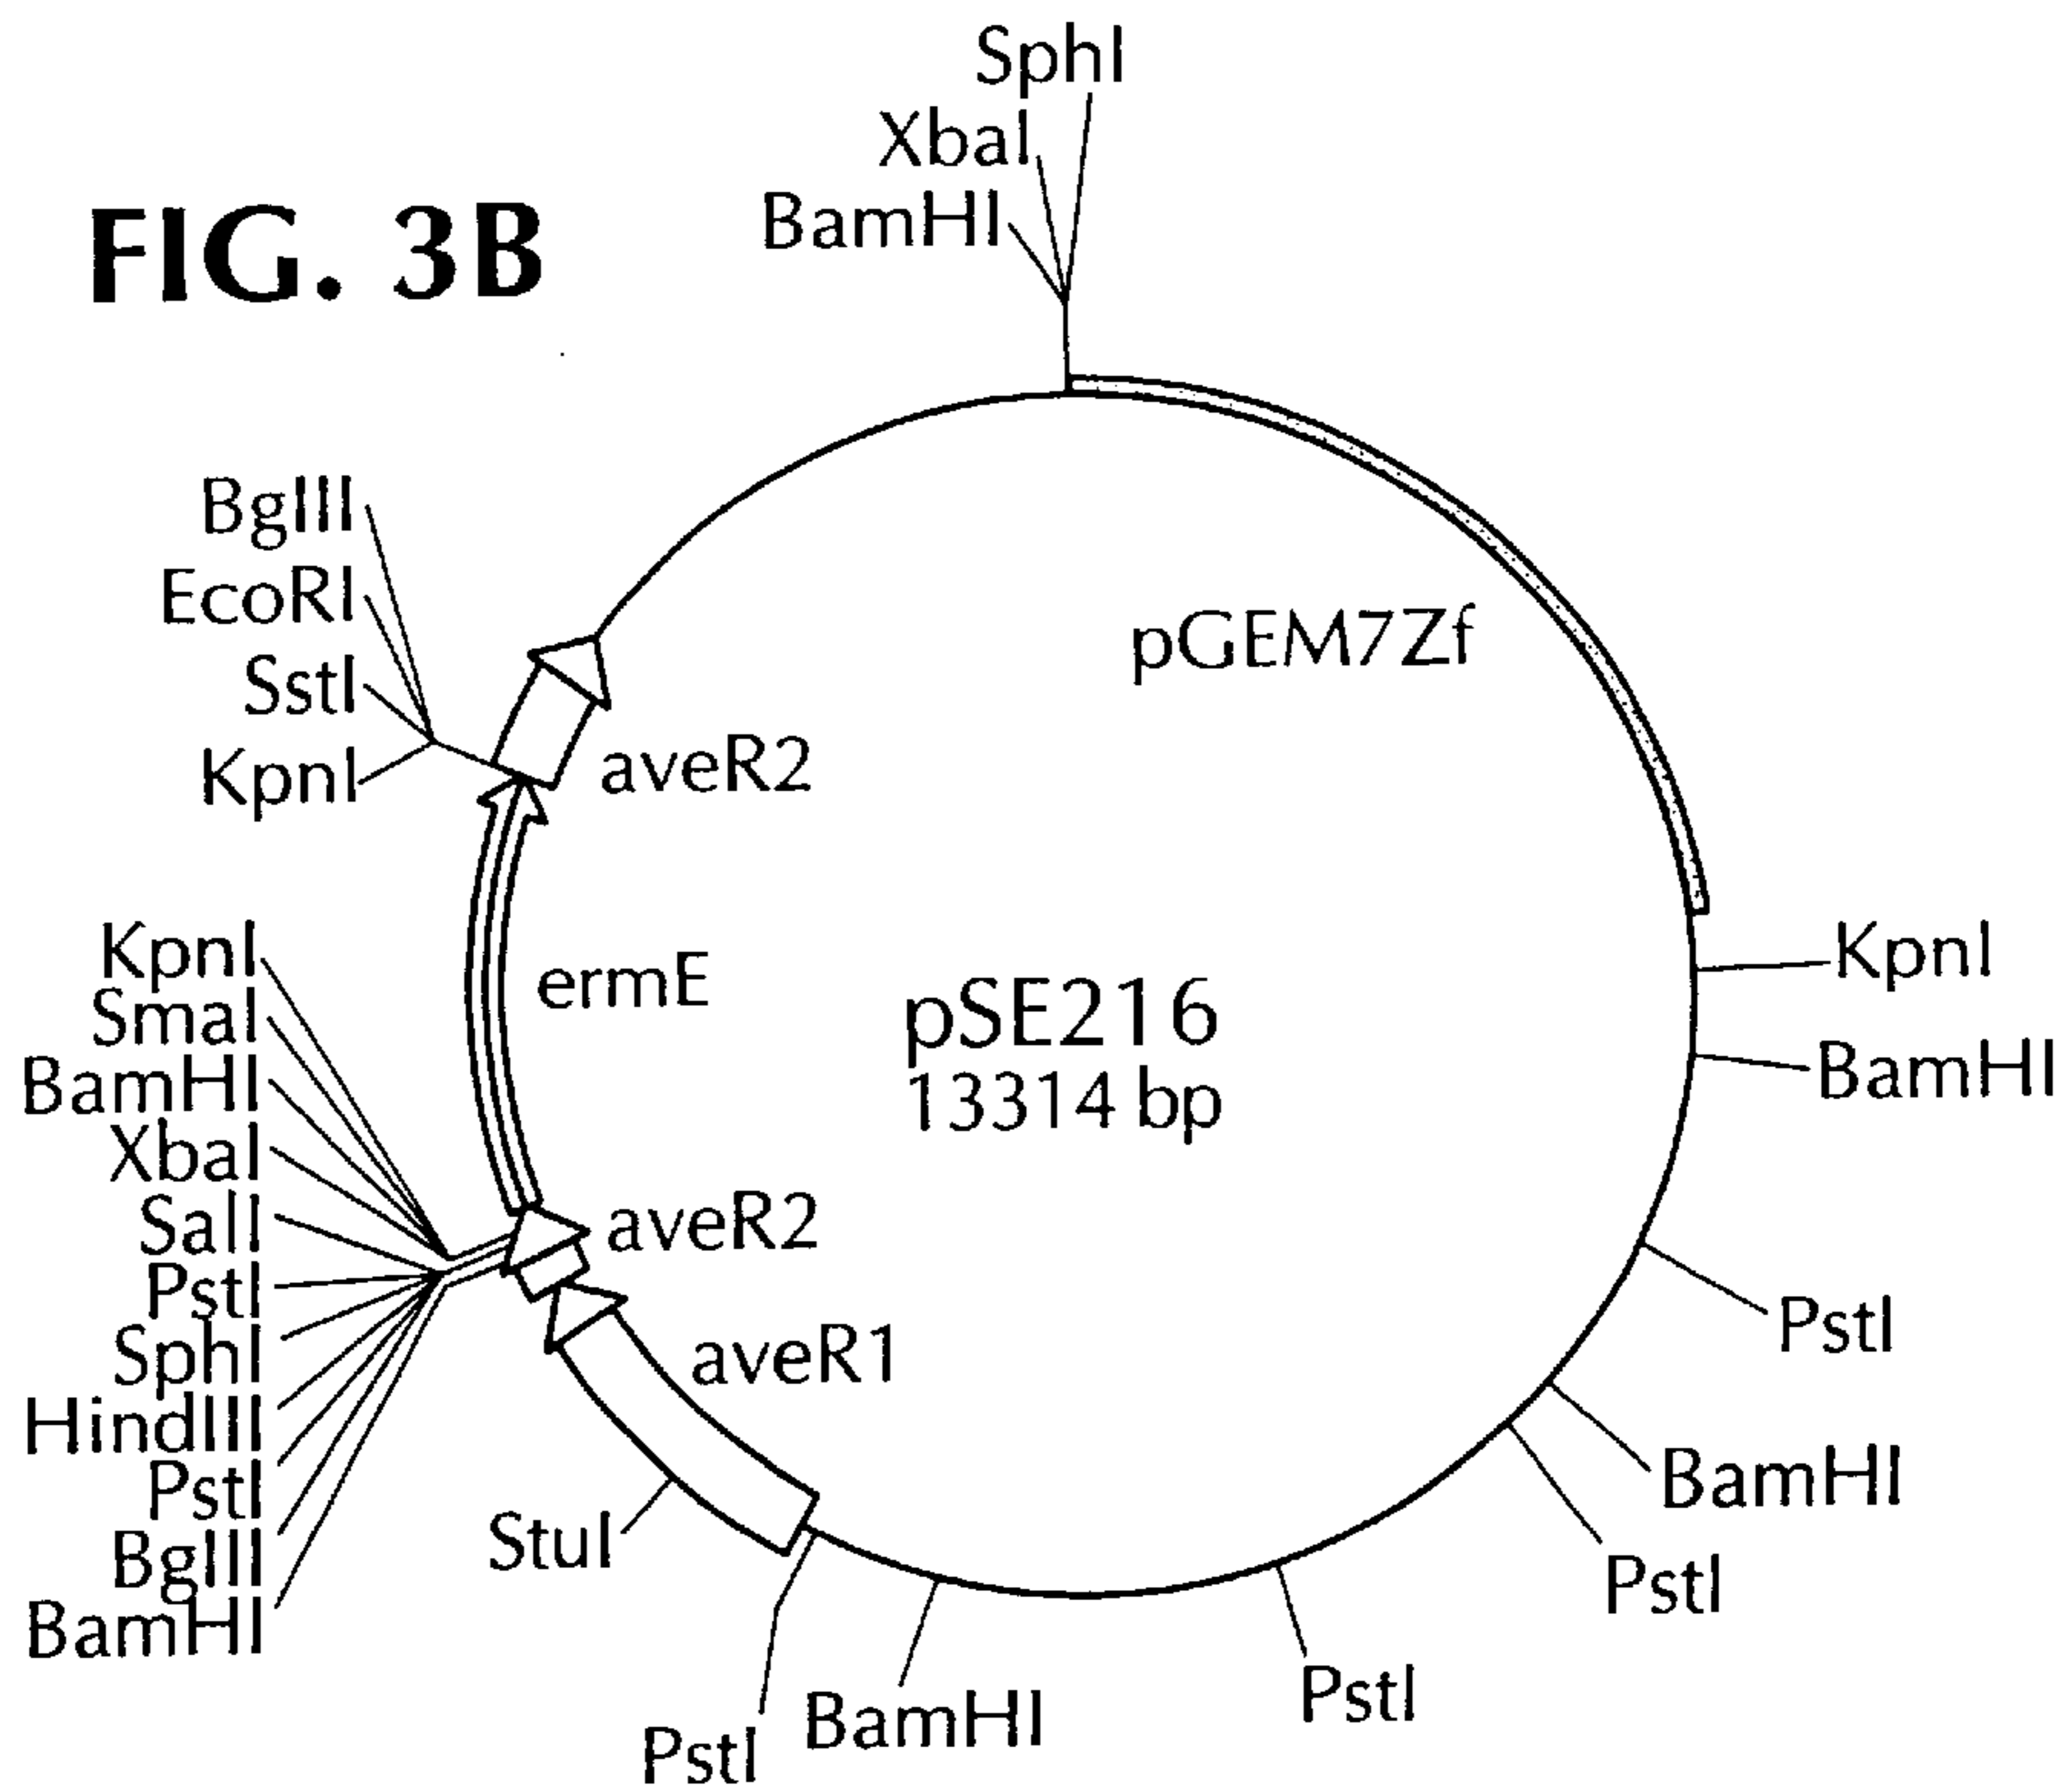 SphI
XbaI
BamHI
FIG. 3B
BglII
EcoRI
SstI
KpnI
pGEM7Zf
aveR2
KpnI
SmaI
BamHI
XbaI
SalI
PstI
SphI
HindIII
PstI
BglII
BamHI
ermE
pSE216
13314 bp
KpnI
BamHI
aveR2
aveR1
PstI
BamHI
PstI
StuI
PstI
BamHI
PstI